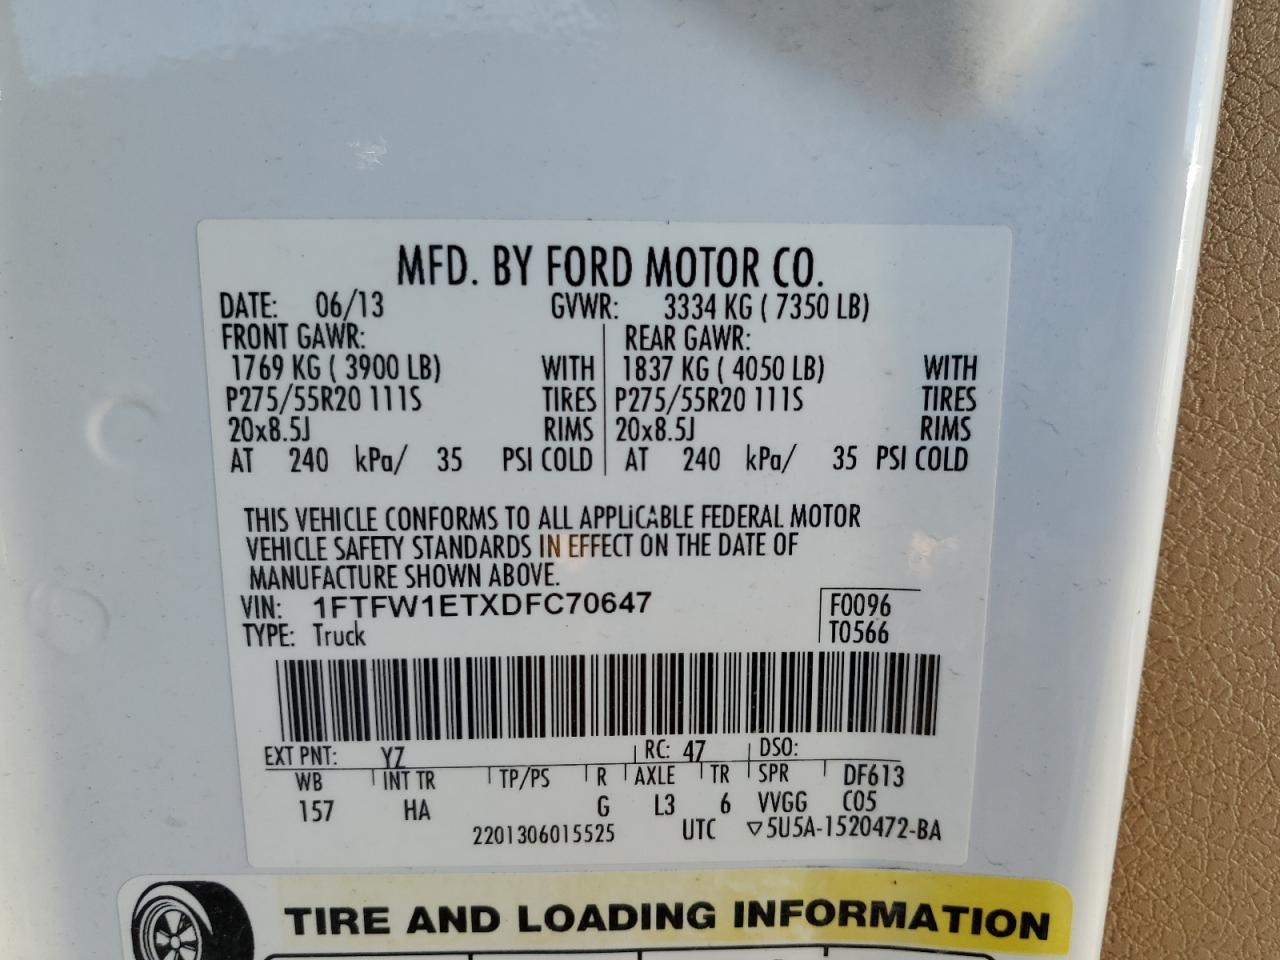 MFD. BY FORD MOTOR CO.
DATE: 06/13 GVWR: 3334 KG ( 7350 LB)
FRONT GAWR: REAR GAWR:
1769 KG ( 3900 LB) WITH 1837 KG ( 4050 LB) WITH
P275/55R20 111S TIRES P275/55R20 111S TIRES
20x8.5J RIMS 20x8.5J RIMS
AT 240 kPa/ 35 PSI COLD AT 240 kPa/ 35 PSI COLD
THIS VEHICLE CONFORMS TO ALL APPLICABLE FEDERAL MOTOR
VEHICLE SAFETY STANDARDS IN EFFECT ON THE DATE OF
MANUFACTURE SHOWN ABOVE.
VIN: 1FTFW1ETXDFC70647 F0096
TYPE: Truck T0566
EXT PNT: YZ RC: 47 DSO:
WB INT TR TP/PS R AXLE TR SPR DF613
157 HA G L3 6 VVGG C05
2201306015525 UTC ▽5U5A-1520472-BA
TIRE AND LOADING INFORMATION